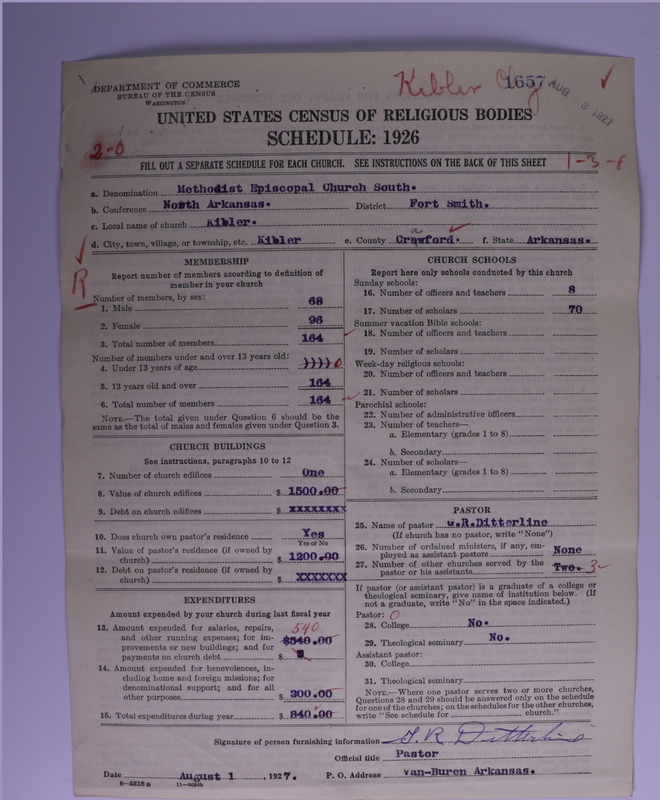 DEPARTMENT OF COMMERCE
BUREAU OF THE CENSUS
WASHINGTON
Kibler
1657
AUG 3 1927
UNITED STATES CENSUS OF RELIGIOUS BODIES
SCHEDULE: 1926
2-0
FILL OUT A SEPARATE SCHEDULE FOR EACH CHURCH. SEE INSTRUCTIONS ON THE BACK OF THIS SHEET
1-3-6
a. Denomination Methodist Episcopal Church South.
b. Conference North Arkansas. District Fort Smith.
c. Local name of church Kibler.
d. City, town, village, or township, etc. Kibler e. County Crawford. f. State Arkansas.
R
MEMBERSHIP
Report number of members according to definition of
member in your church
Number of members, by sex:
1. Male 68
2. Female 96
3. Total number of members 164
Number of members under and over 13 years old:
4. Under 13 years of age ))))0
5. 13 years old and over 164
6. Total number of members 164
NOTE.—The total given under Question 6 should be the
same as the total of males and females given under Question 3.
CHURCH BUILDINGS
See instructions, paragraphs 10 to 12
7. Number of church edifices One
8. Value of church edifices $ 1500.00
9. Debt on church edifices $ xxxxxxxx
10. Does church own pastor's residence Yes
Yes or No
11. Value of pastor's residence (if owned by
church) $ 1200.00
12. Debt on pastor's residence (if owned by
church) $ XXXXXXX
EXPENDITURES
Amount expended by your church during last fiscal year
13. Amount expended for salaries, repairs, 540
and other running expenses; for im- $540.00
provements or new buildings; and for
payments on church debt $
14. Amount expended for benevolences, in-
cluding home and foreign missions; for
denominational support; and for all
other purposes $ 300.00
15. Total expenditures during year $ 840.00
CHURCH SCHOOLS
Report here only schools conducted by this church
Sunday schools:
16. Number of officers and teachers 8
17. Number of scholars 70
Summer vacation Bible schools:
18. Number of officers and teachers
19. Number of scholars
Week-day religious schools:
20. Number of officers and teachers
21. Number of scholars
Parochial schools:
22. Number of administrative officers
23. Number of teachers—
a. Elementary (grades 1 to 8)
b. Secondary
24. Number of scholars—
a. Elementary (grades 1 to 8)
b. Secondary
PASTOR
25. Name of pastor G.R.Ditterline
(If church has no pastor, write "None")
26. Number of ordained ministers, if any, em-
ployed as assistant pastors None
27. Number of other churches served by the
pastor or his assistants Two. 3
If pastor (or assistant pastor) is a graduate of a college or
theological seminary, give name of institution below. (If
not a graduate, write "No" in the space indicated.)
Pastor: 0
28. College No.
29. Theological seminary No.
Assistant pastor:
30. College
31. Theological seminary
NOTE.—Where one pastor serves two or more churches,
Questions 28 and 29 should be answered only on the schedule
for one of the churches; on the schedules for the other churches,
write "See schedule for church."
Signature of person furnishing information G. R. Ditterline
Official title Pastor
Date August 1, 1927. P. O. Address Van-Buren Arkansas.
8-5516 a 11-9054b